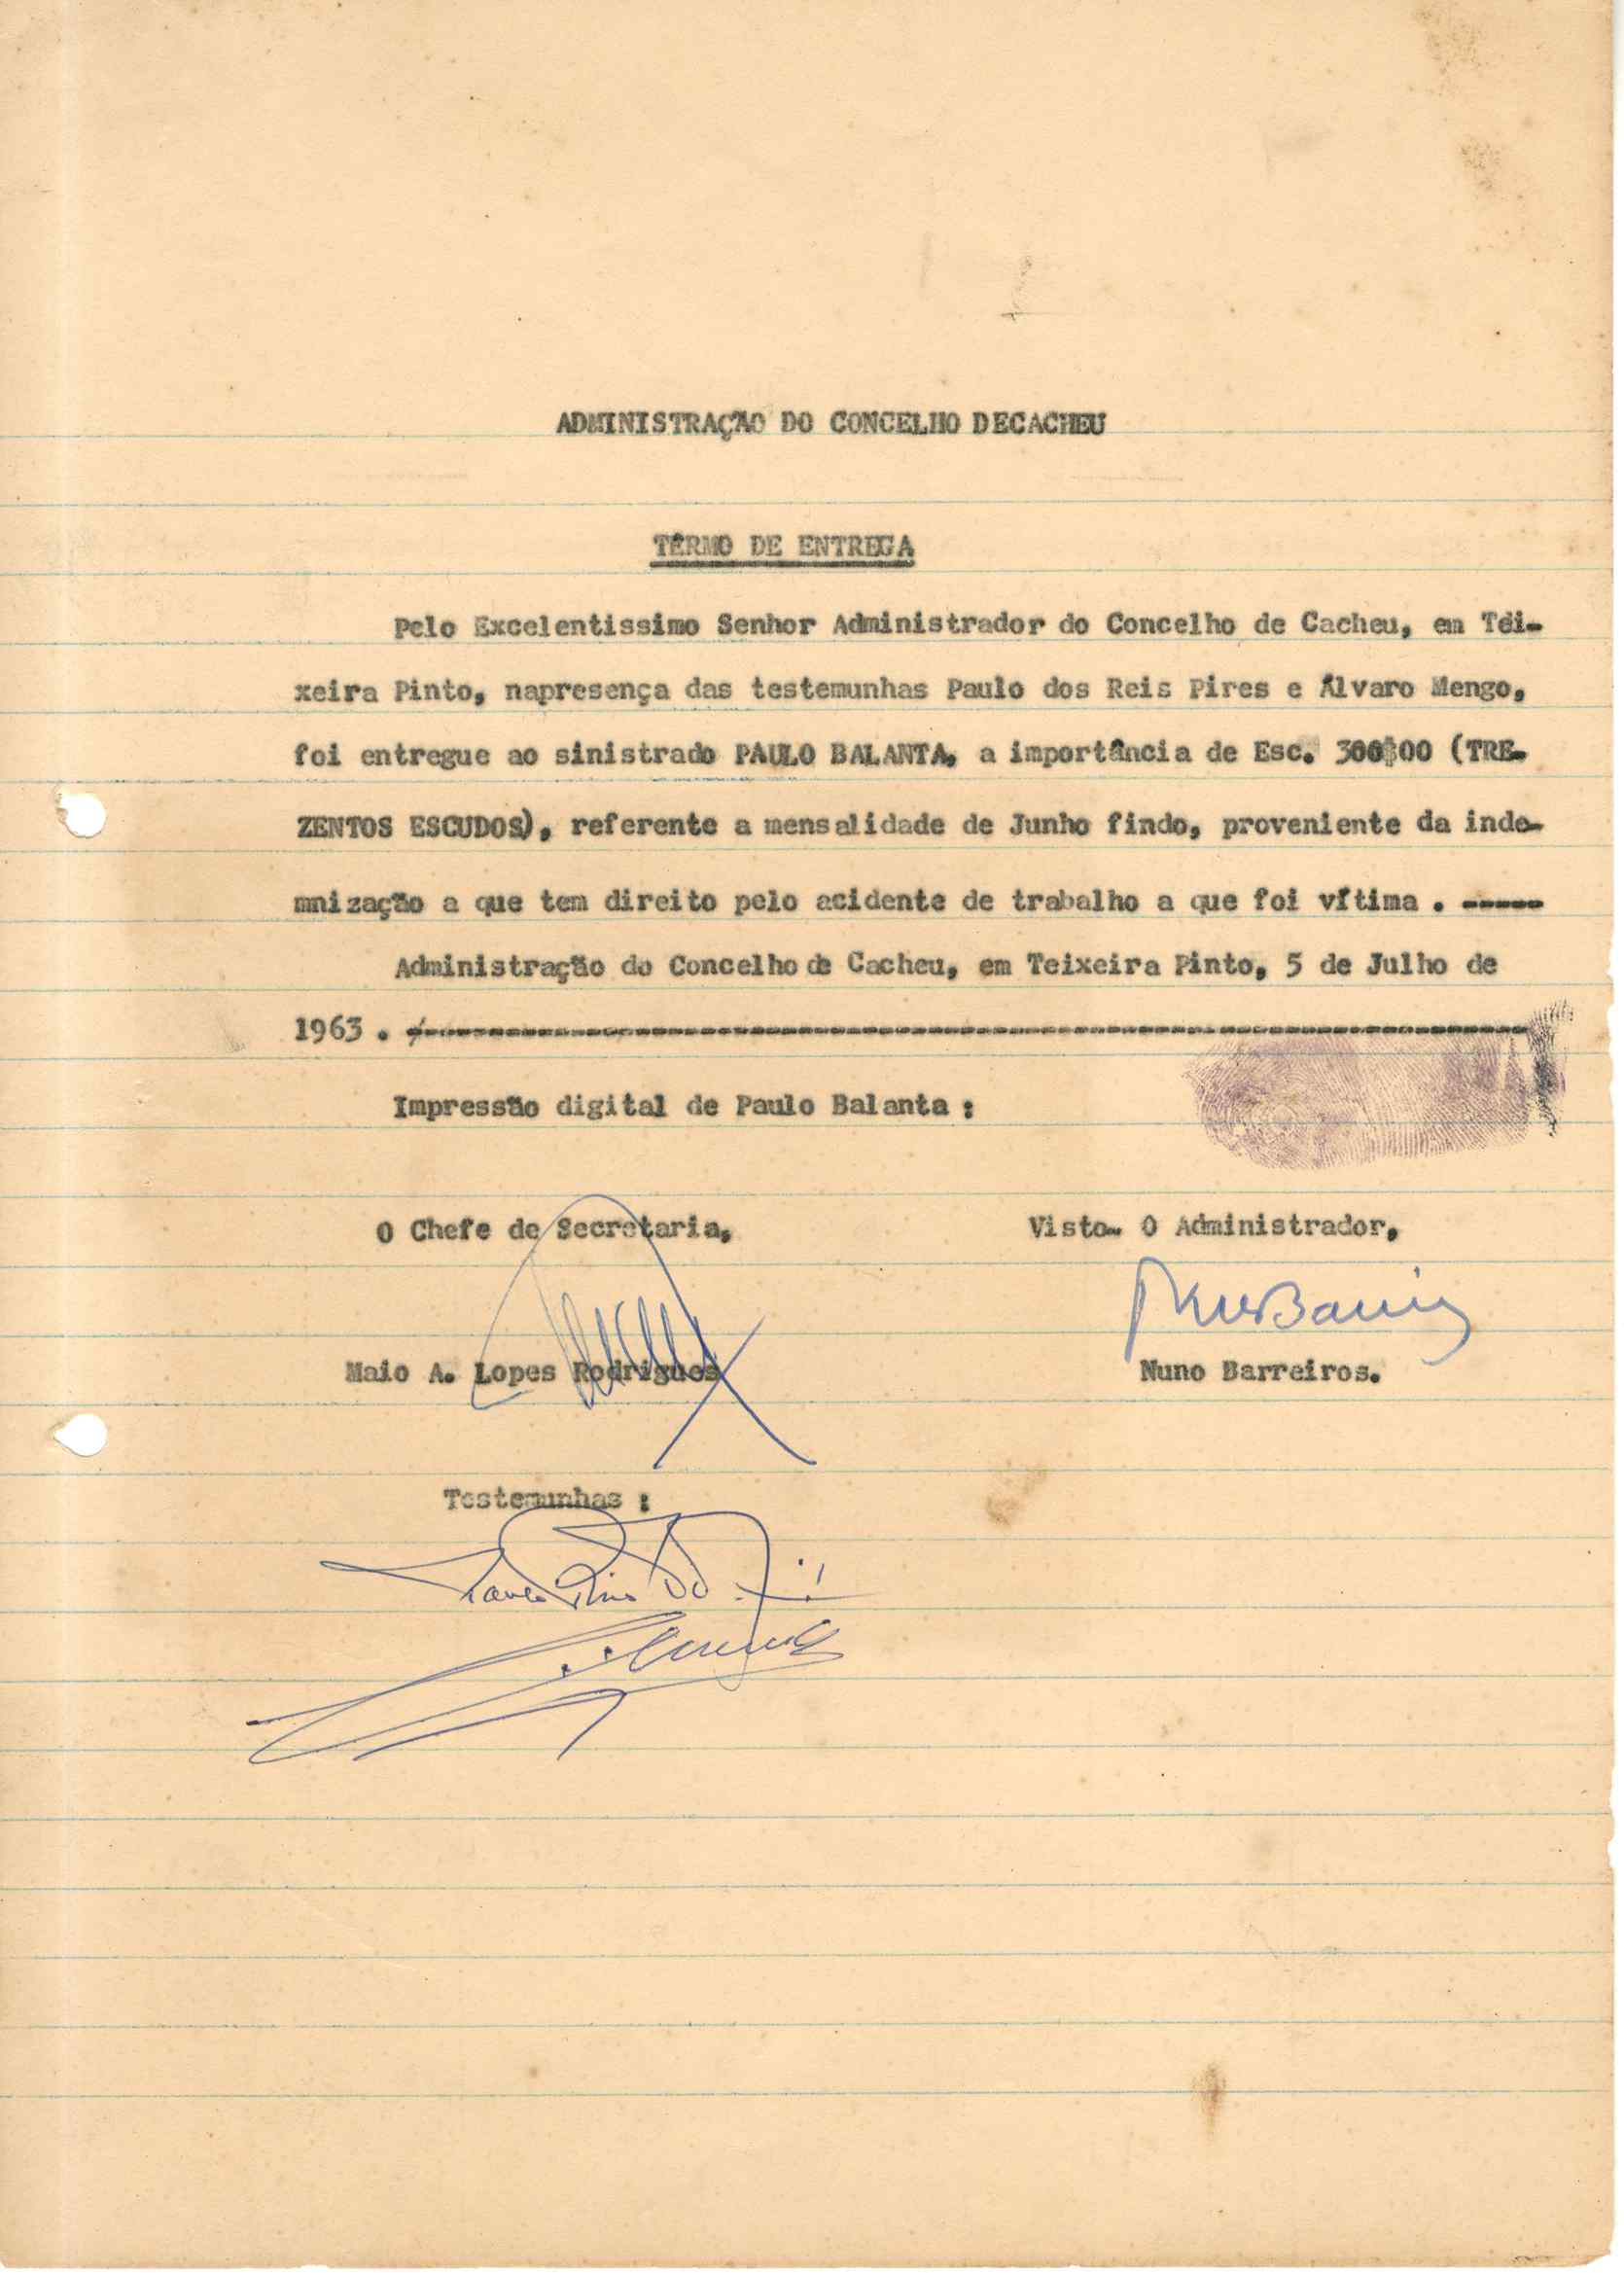 ADMINISTRAÇÃO DO CONCELHO DECACHEU
TÊRMO DE ENTREGA
Pelo Excelentissimo Senhor Administrador do Concelho de Cacheu, em Tei-
xeira Pinto, napresença das testemunhas Paulo dos Reis Pires e Álvaro Mengo,
foi entregue ao sinistrado PAULO BALANTA, a importância de Esc. 300$00 (TRE-
ZENTOS ESCUDOS), referente a mensalidade de Junho findo, proveniente da inde-
mnização a que tem direito pelo acidente de trabalho a que foi vítima . -----
Administração do Concelho de Cacheu, em Teixeira Pinto, 5 de Julho de
1963 . ----------
Impressão digital de Paulo Balanta :
O Chefe de Secretaria,
Visto- O Administrador,
Maio A. Lopes Rodrigues
Nuno Barreiros.
Testemunhas :